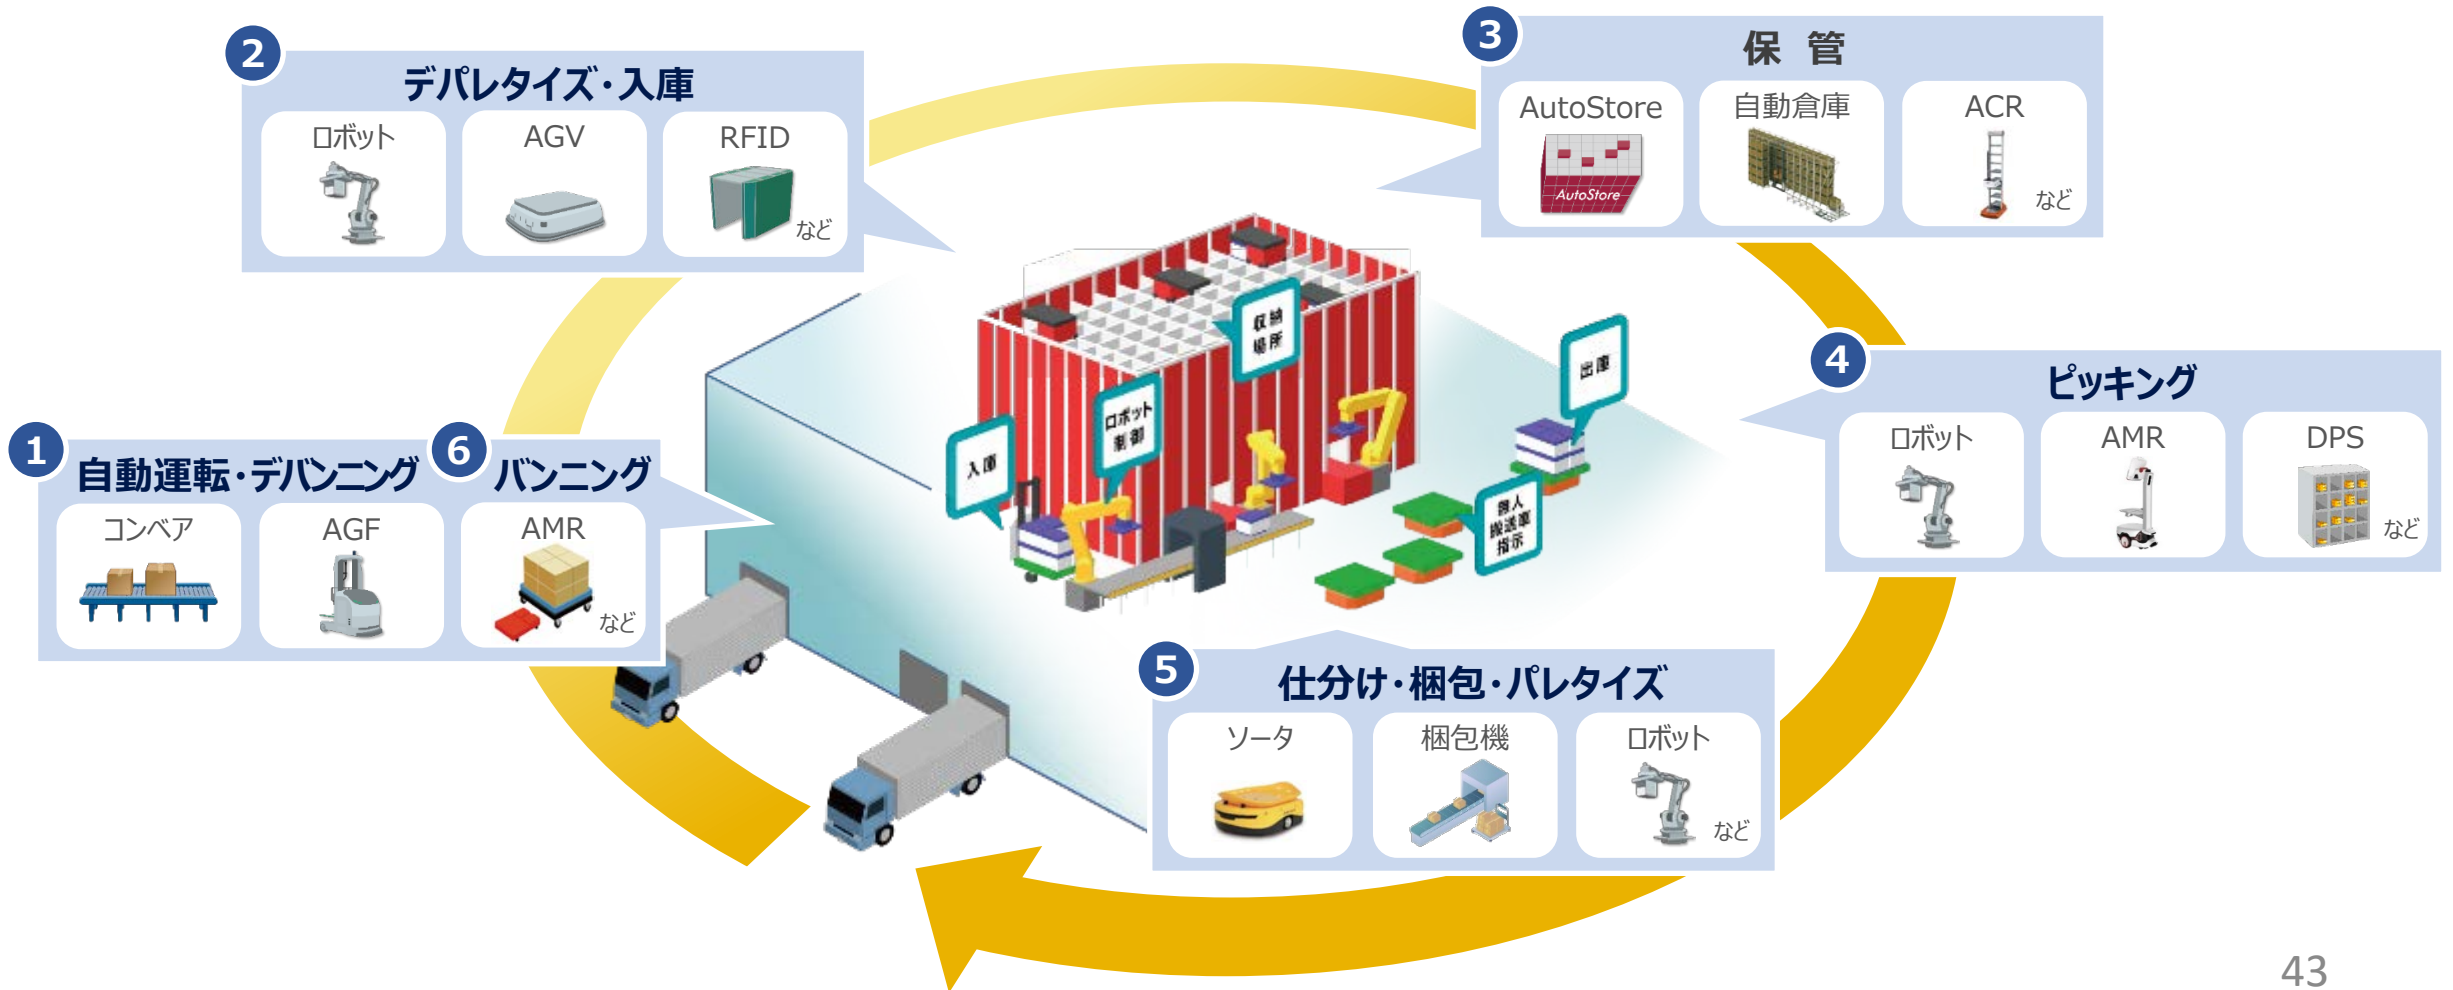 1
自動運転・デバンニング
6
バンニング
コンベア
AGF
AMR
など
2
デパレタイズ・入庫
ロボット
AGV
RFID
など
3
保 管
AutoStore
自動倉庫
ACR
AutoStore
など
4
ピッキング
ロボット
AMR
DPS
など
5
仕分け・梱包・パレタイズ
ソータ
梱包機
ロボット
など
入庫
ロボット
制御
収納
場所
出庫
無人
搬送車
指示
43